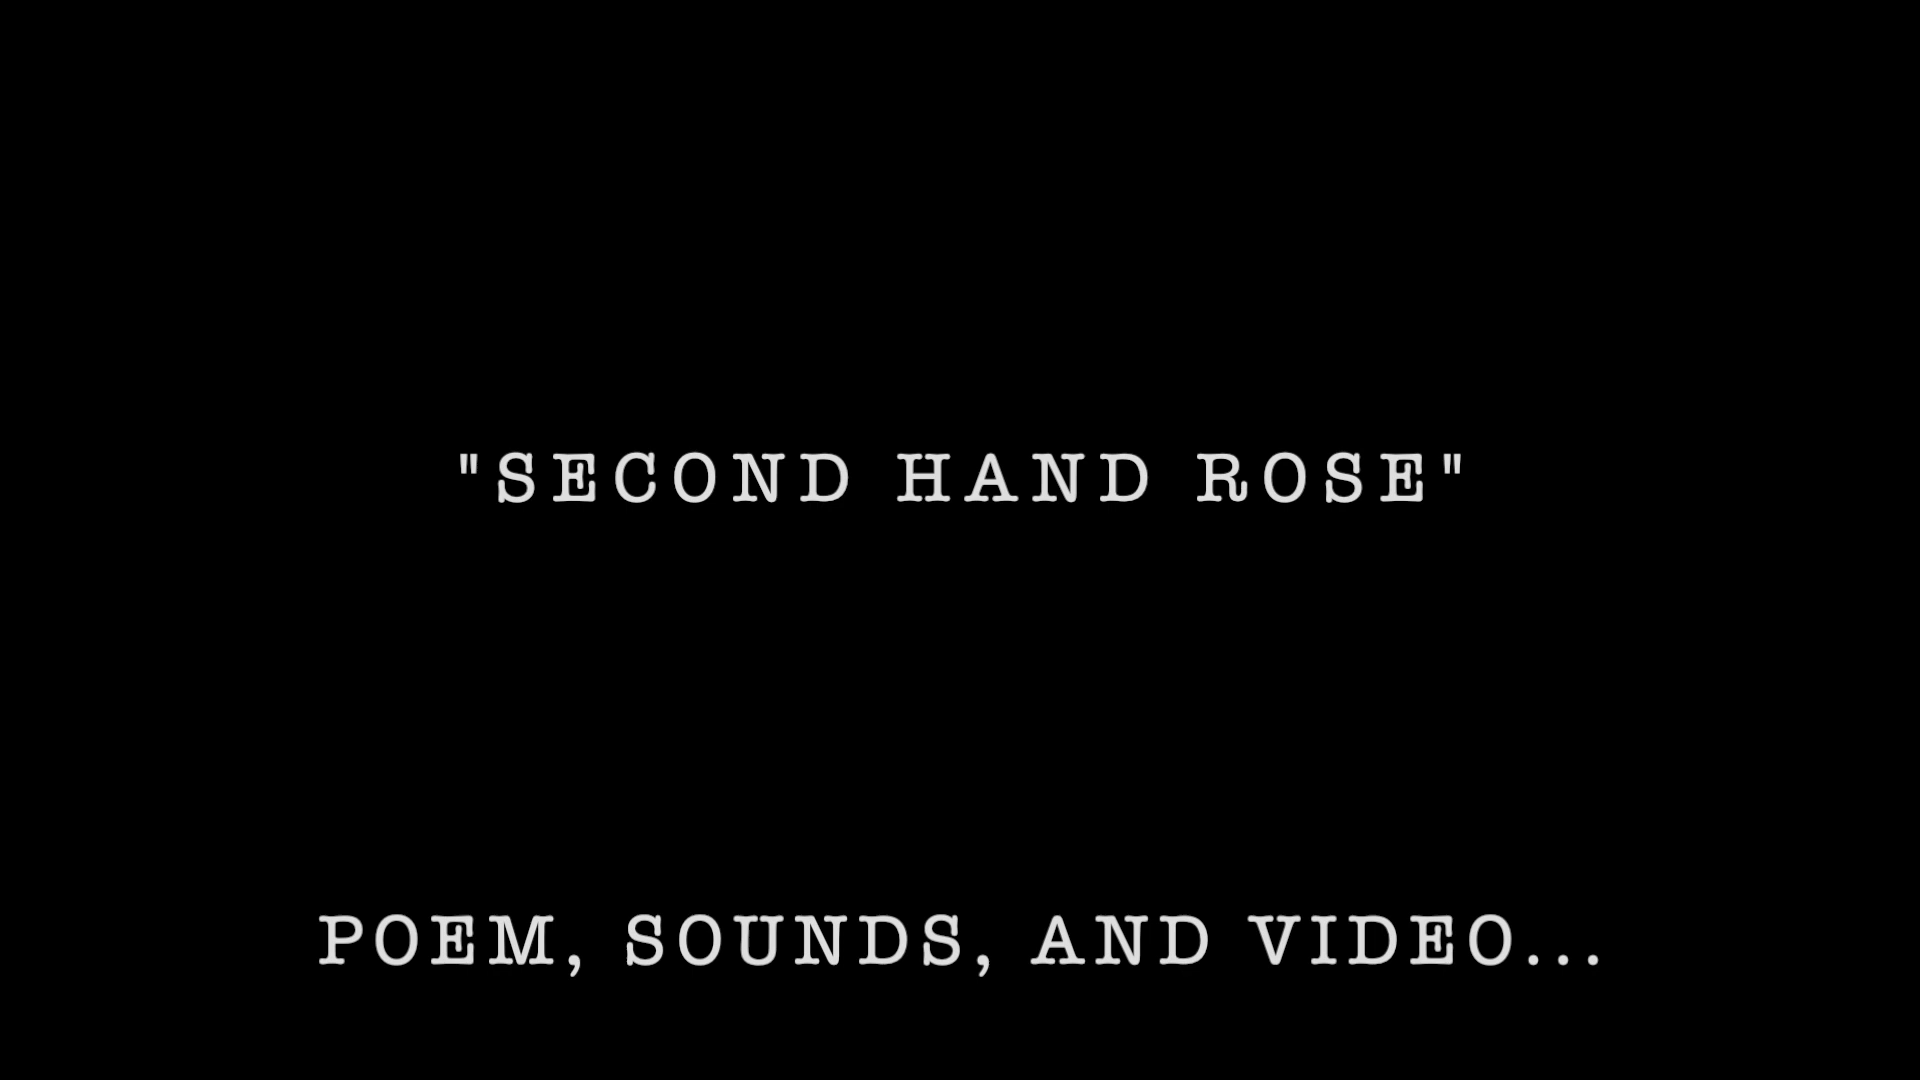 "SECOND HAND ROSE"
POEM, SOUNDS, AND VIDEO...